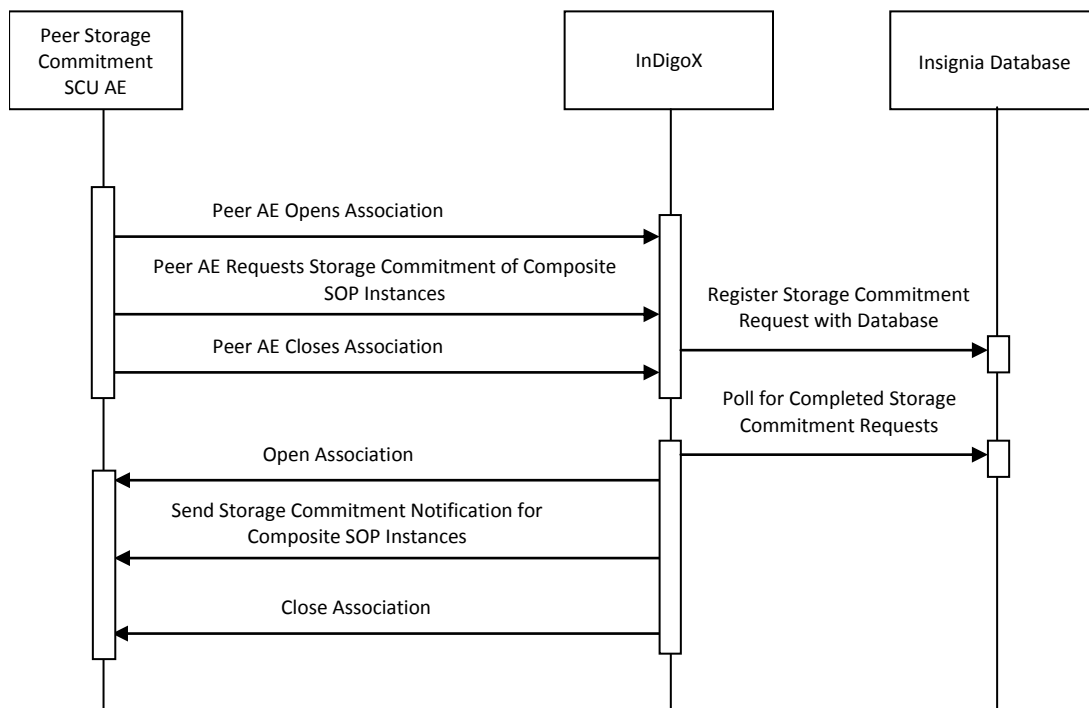 Peer Storage
Commitment
SCU AE
InDigoX
Insignia Database
Peer AE Opens Association
Peer AE Requests Storage Commitment of Composite
SOP Instances
Register Storage Commitment
Request with Database
Peer AE Closes Association
Poll for Completed Storage
Commitment Requests
Open Association
Send Storage Commitment Notification for
Composite SOP Instances
Close Association